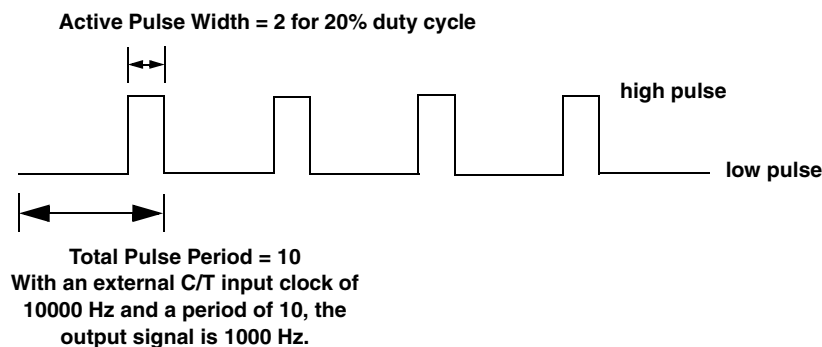 Active Pulse Width = 2 for 20% duty cycle
high pulse
low pulse
Total Pulse Period = 10
With an external C/T input clock of
10000 Hz and a period of 10, the
output signal is 1000 Hz.